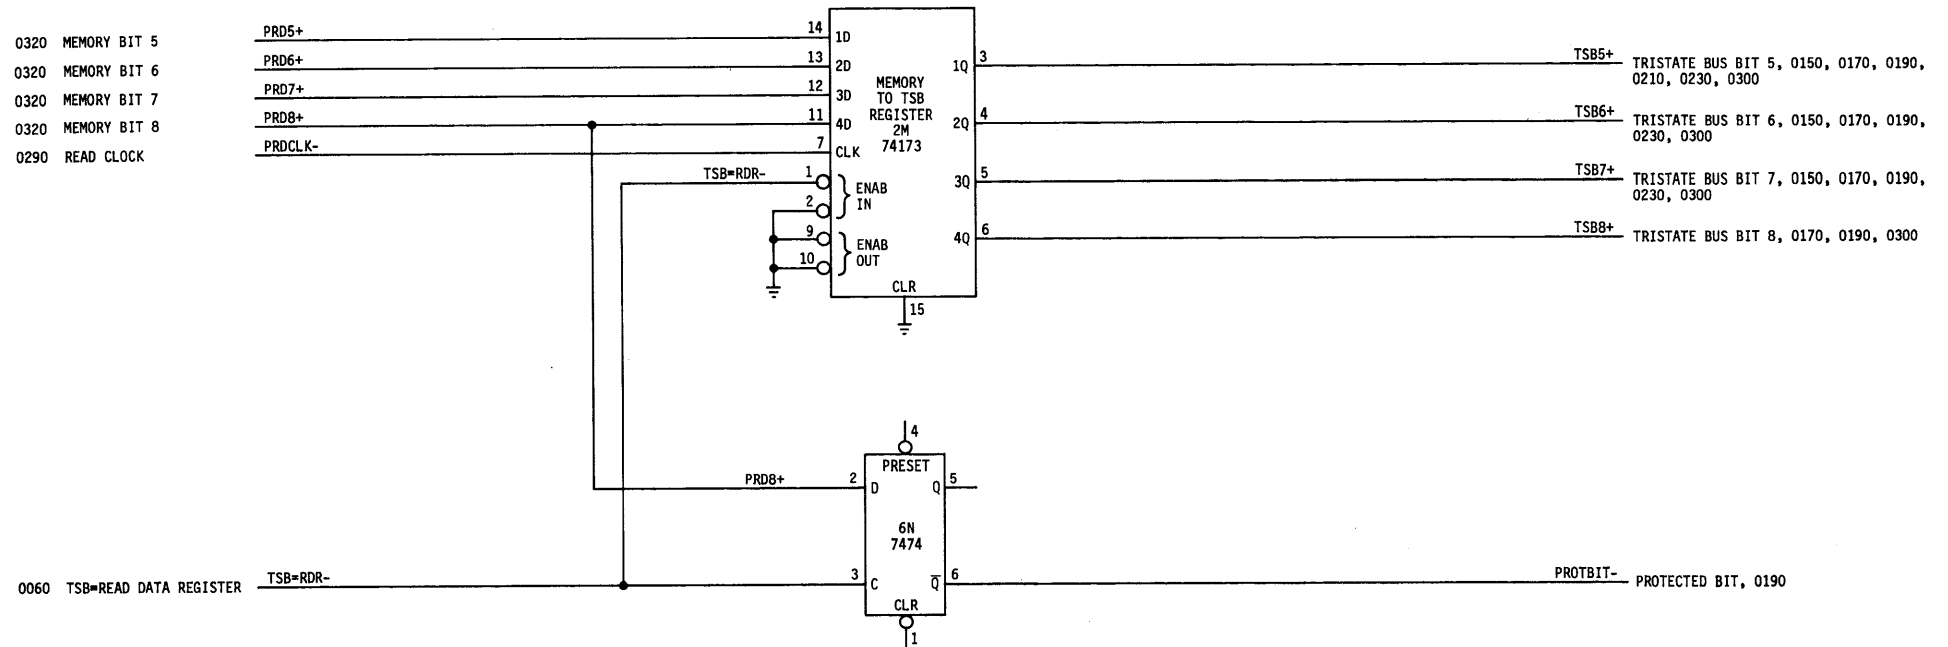 0320 MEMORY BIT 5 PRD5+ 14 1D
0320 MEMORY BIT 6 PRD6+ 13 2D
0320 MEMORY BIT 7 PRD7+ 12 3D
0320 MEMORY BIT 8 PRD8+ 11 4D
0290 READ CLOCK PRDCLK- 7 CLK
TSB=RDR- 1
2
ENAB
IN
9
10
ENAB
OUT
MEMORY
TO TSB
REGISTER
2M
74173
CLR
15
1Q 3 TSB5+ TRISTATE BUS BIT 5, 0150, 0170, 0190,
0210, 0230, 0300
2Q 4 TSB6+ TRISTATE BUS BIT 6, 0150, 0170, 0190,
0230, 0300
3Q 5 TSB7+ TRISTATE BUS BIT 7, 0150, 0170, 0190,
0230, 0300
4Q 6 TSB8+ TRISTATE BUS BIT 8, 0170, 0190, 0300
4
PRESET
PRD8+ 2 D Q 5
6N
7474
0060 TSB=READ DATA REGISTER TSB=RDR- 3 C Q̅ 6 PROTBIT- PROTECTED BIT, 0190
CLR
1